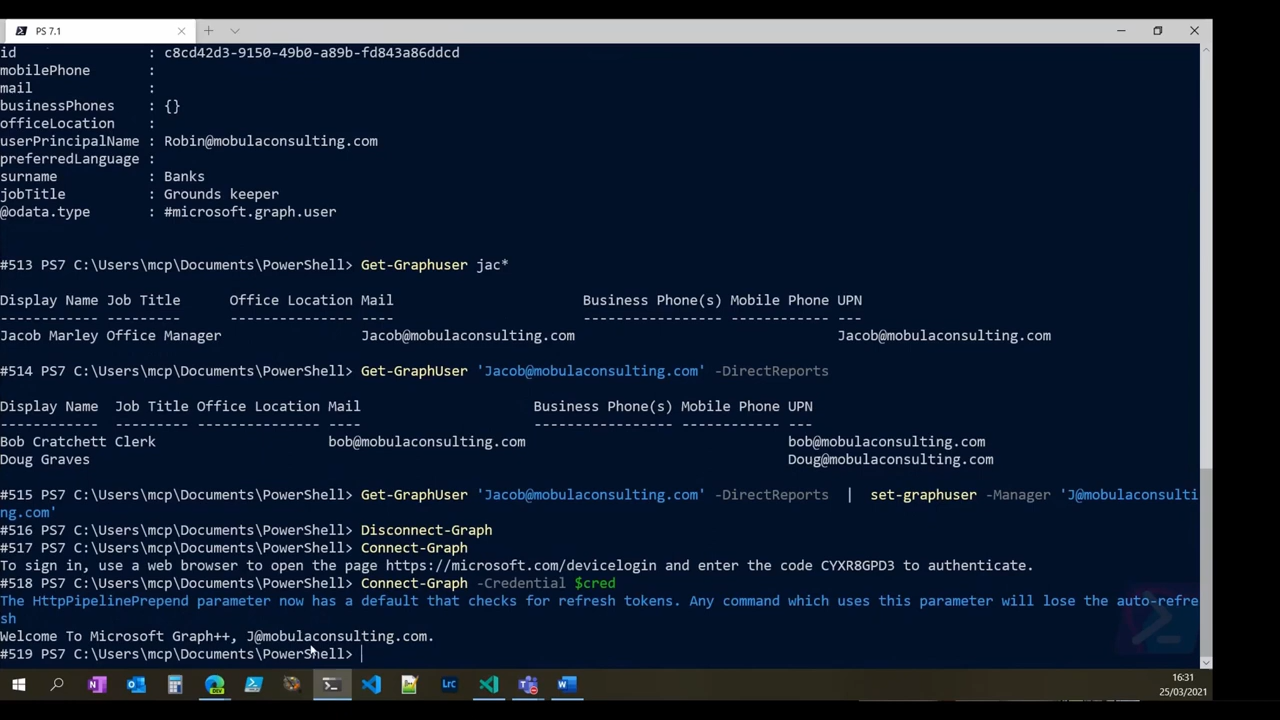 PS 7.1
id : c8cd42d3-9150-49b0-a89b-fd843a86ddcd
mobilePhone :
mail :
businessPhones : {}
officeLocation :
userPrincipalName : Robin@mobulaconsulting.com
preferredLanguage :
surname : Banks
jobTitle : Grounds keeper
@odata.type : #microsoft.graph.user
#513 PS7 C:\Users\mcp\Documents\PowerShell> Get-Graphuser jac*
Display Name Job Title Office Location Mail Business Phone(s) Mobile Phone UPN
------------ --------- --------------- ---- ----------------- ------------ ---
Jacob Marley Office Manager Jacob@mobulaconsulting.com Jacob@mobulaconsulting.com
#514 PS7 C:\Users\mcp\Documents\PowerShell> Get-GraphUser 'Jacob@mobulaconsulting.com' -DirectReports
Display Name Job Title Office Location Mail Business Phone(s) Mobile Phone UPN
------------ --------- --------------- ---- ----------------- ------------ ---
Bob Cratchett Clerk bob@mobulaconsulting.com bob@mobulaconsulting.com
Doug Graves Doug@mobulaconsulting.com
#515 PS7 C:\Users\mcp\Documents\PowerShell> Get-GraphUser 'Jacob@mobulaconsulting.com' -DirectReports | set-graphuser -Manager 'J@mobulaconsulti
ng.com'
#516 PS7 C:\Users\mcp\Documents\PowerShell> Disconnect-Graph
#517 PS7 C:\Users\mcp\Documents\PowerShell> Connect-Graph
To sign in, use a web browser to open the page https://microsoft.com/devicelogin and enter the code CYXR8GPD3 to authenticate.
#518 PS7 C:\Users\mcp\Documents\PowerShell> Connect-Graph -Credential $cred
The HttpPipelinePrepend parameter now has a default that checks for refresh tokens. Any command which uses this parameter will lose the auto-refre
sh
Welcome To Microsoft Graph++, J@mobulaconsulting.com.
#519 PS7 C:\Users\mcp\Documents\PowerShell>
DEV
LrC
16:31
25/03/2021